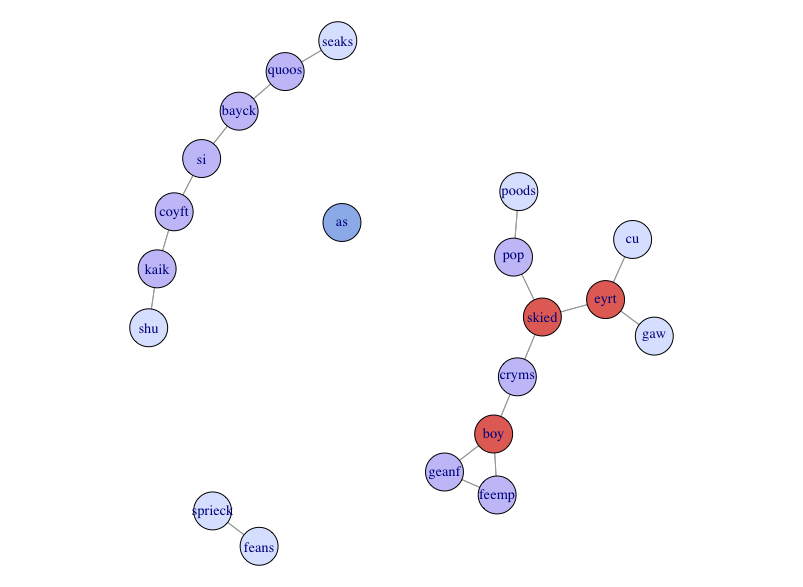 seaks
quoos
bayck
si
poods
coyft
as
cu
pop
kaik
eyrt
skied
shu
gaw
cryms
boy
geanf
feemp
sprieck
feans